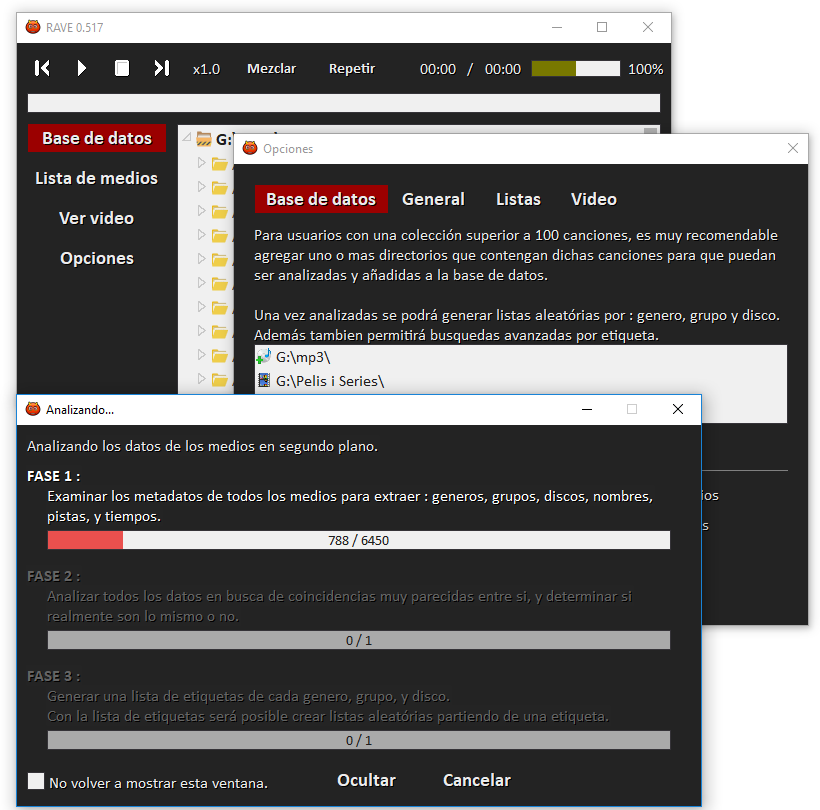 RAVE 0.517
x1.0 Mezclar Repetir 00:00 / 00:00 100%
Base de datos
Lista de medios
Ver video
Opciones
G:
Opciones
Base de datos General Listas Video
Para usuarios con una colección superior a 100 canciones, es muy recomendable
agregar uno o mas directorios que contengan dichas canciones para que puedan
ser analizadas y añadidas a la base de datos.
Una vez analizadas se podrá generar listas aleatórias por : genero, grupo y disco.
Además tambien permitirá busquedas avanzadas por etiqueta.
G:\mp3\
G:\Pelis i Series\
ios
s
Analizando...
Analizando los datos de los medios en segundo plano.
FASE 1 :
Examinar los metadatos de todos los medios para extraer : generos, grupos, discos, nombres,
pistas, y tiempos.
788 / 6450
FASE 2 :
Analizar todos los datos en busca de coincidencias muy parecidas entre si, y determinar si
realmente son lo mismo o no.
0 / 1
FASE 3 :
Generar una lista de etiquetas de cada genero, grupo, y disco.
Con la lista de etiquetas será posible crear listas aleatórias partiendo de una etiqueta.
0 / 1
No volver a mostrar esta ventana. Ocultar Cancelar